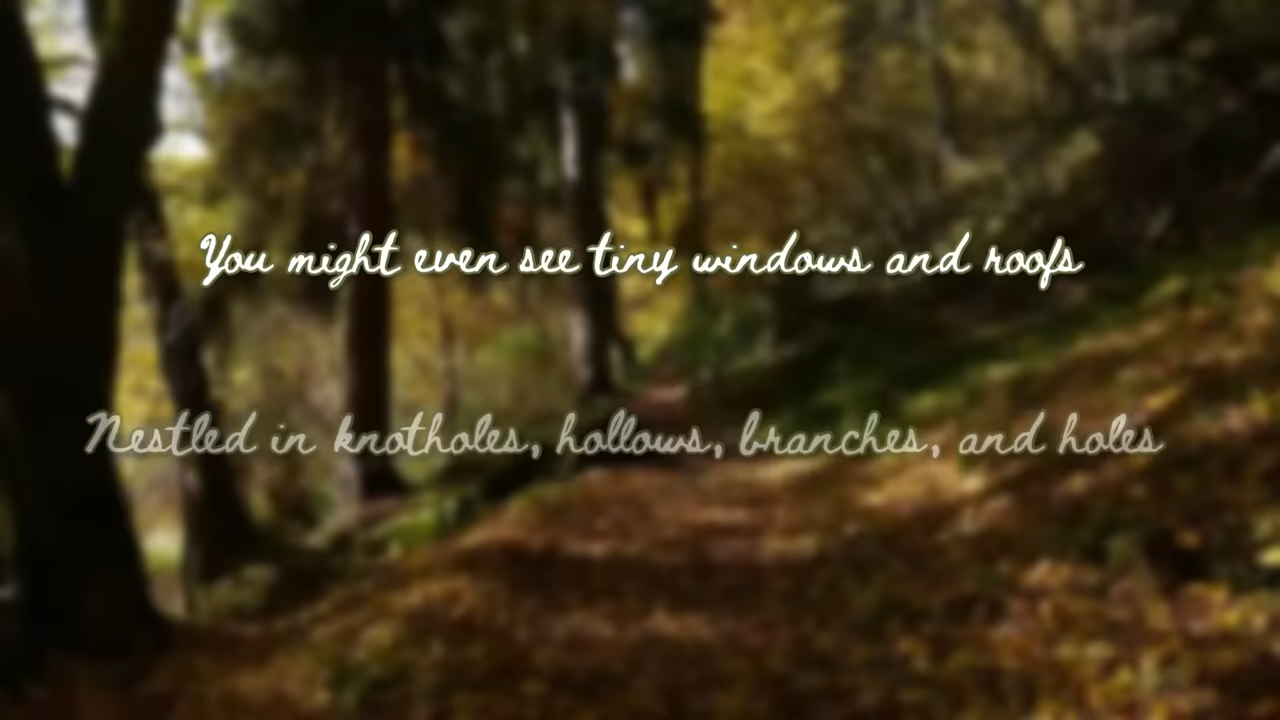 You might even see tiny windows and roofs
Nestled in knotholes, hollows, branches, and holes